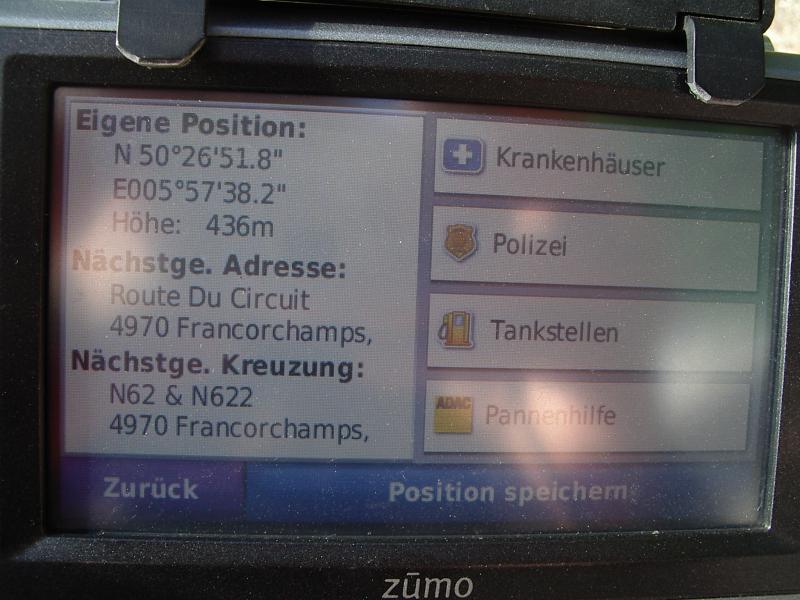 Eigene Position:
N 50°26'51.8"
E005°57'38.2"
Höhe: 436m
Nächstge. Adresse:
Route Du Circuit
4970 Francorchamps,
Nächstge. Kreuzung:
N62 & N622
4970 Francorchamps,
Krankenhäuser
Polizei
Tankstellen
ADAC Pannenhilfe
Zurück
Position speichern
zūmo